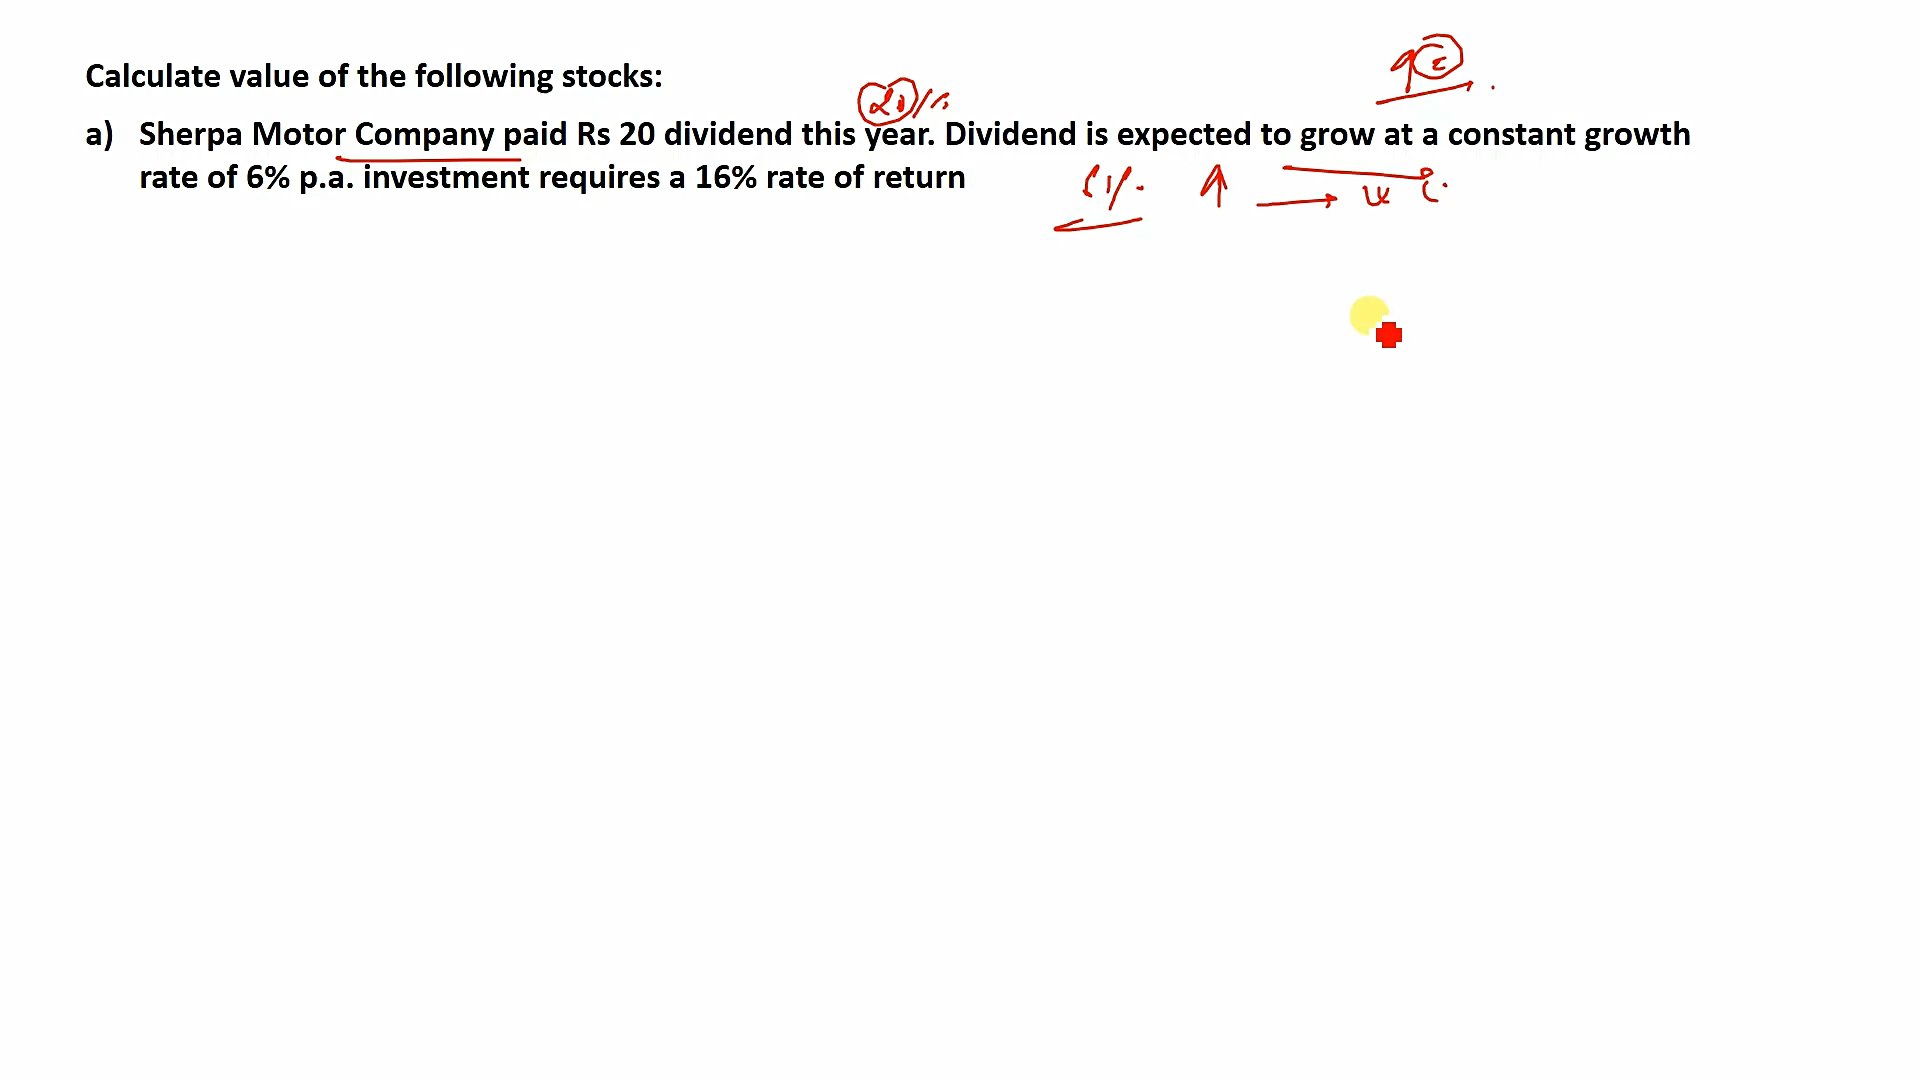 Calculate value of the following stocks:
20/-
a) Sherpa Motor Company paid Rs 20 dividend this year. Dividend is expected to grow at a constant growth
rate of 6% p.a. investment requires a 16% rate of return